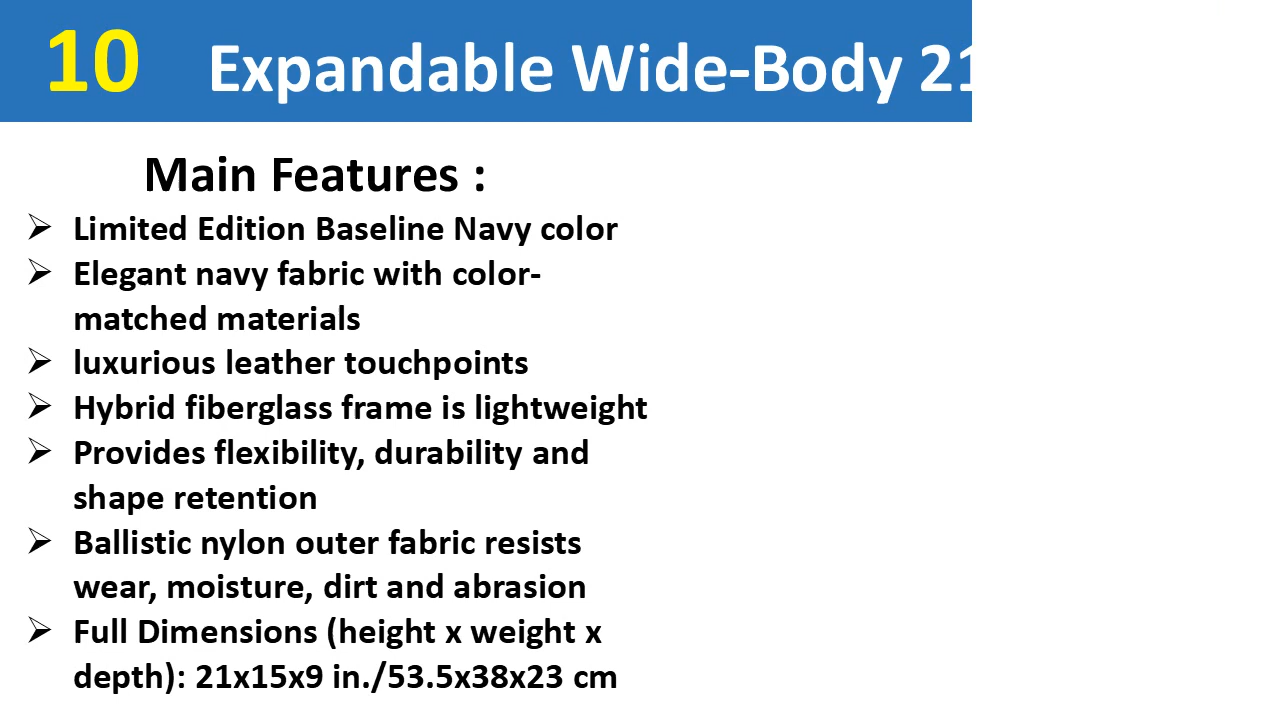 10 Expandable Wide-Body 21
Main Features :
➢ Limited Edition Baseline Navy color
➢ Elegant navy fabric with color-
matched materials
➢ luxurious leather touchpoints
➢ Hybrid fiberglass frame is lightweight
➢ Provides flexibility, durability and
shape retention
➢ Ballistic nylon outer fabric resists
wear, moisture, dirt and abrasion
➢ Full Dimensions (height x weight x
depth): 21x15x9 in./53.5x38x23 cm